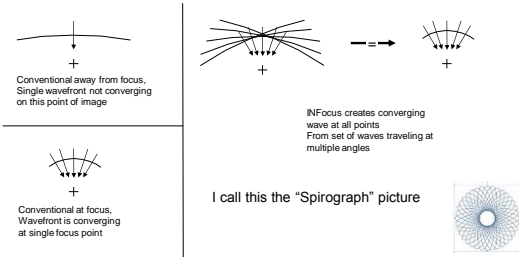 Conventional away from focus,
Single wavefront not converging
on this point of image
Conventional at focus,
Wavefront is converging
at single focus point
INFocus creates converging
wave at all points
From set of waves traveling at
multiple angles
I call this the “Spirograph” picture